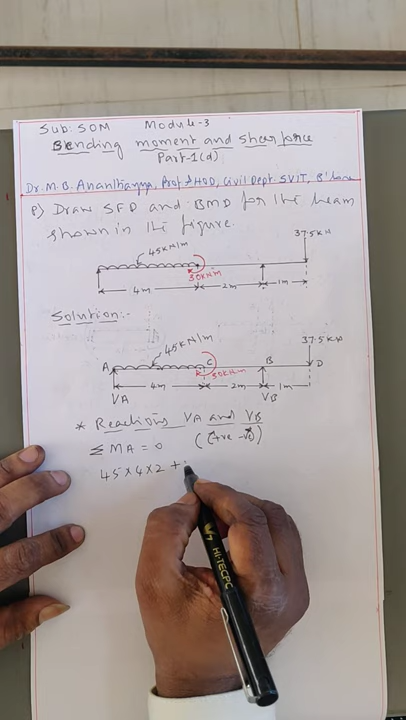 Sub: SOM Module-3
Bending moment and shear force
Part-1(d)
Dr. M. B. Ananthayya, Prof & HOD, Civil Dept. SVIT, B'lore
P) Draw SFD and BMD for the beam
shown in the figure.
45kN/m
37.5kN
30kNm
4m 2m 1m
Solution:-
45kN/m
37.5kN
A C B D
30kNm
4m 2m 1m
VA VB
* Reactions VA and VB
ΣMA = 0 (+ve -ve)
45×4×2 +
V7 HI-TECPC